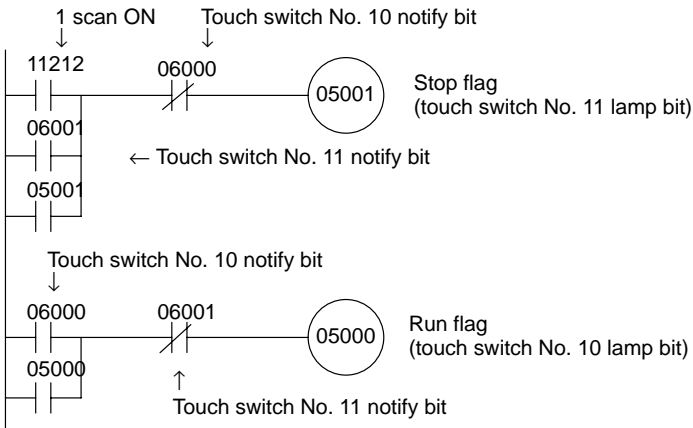 1 scan ON Touch switch No. 10 notify bit
↓ ↓
11212 06000
05001 Stop flag
(touch switch No. 11 lamp bit)
06001
← Touch switch No. 11 notify bit
05001
Touch switch No. 10 notify bit
↓
06000 06001
05000 Run flag
(touch switch No. 10 lamp bit)
05000
↑
Touch switch No. 11 notify bit